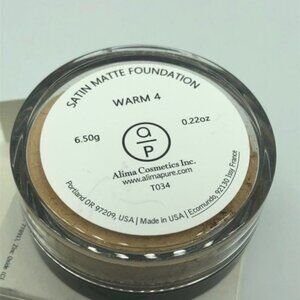 SATIN MATTE FOUNDATION
WARM 4
6.50g
0.22oz
a
P
Alima Cosmetics Inc.
www.alimapure.com
T034
Portland OR 97209, USA | Made in USA | Ecomundo, 92130 Issy France